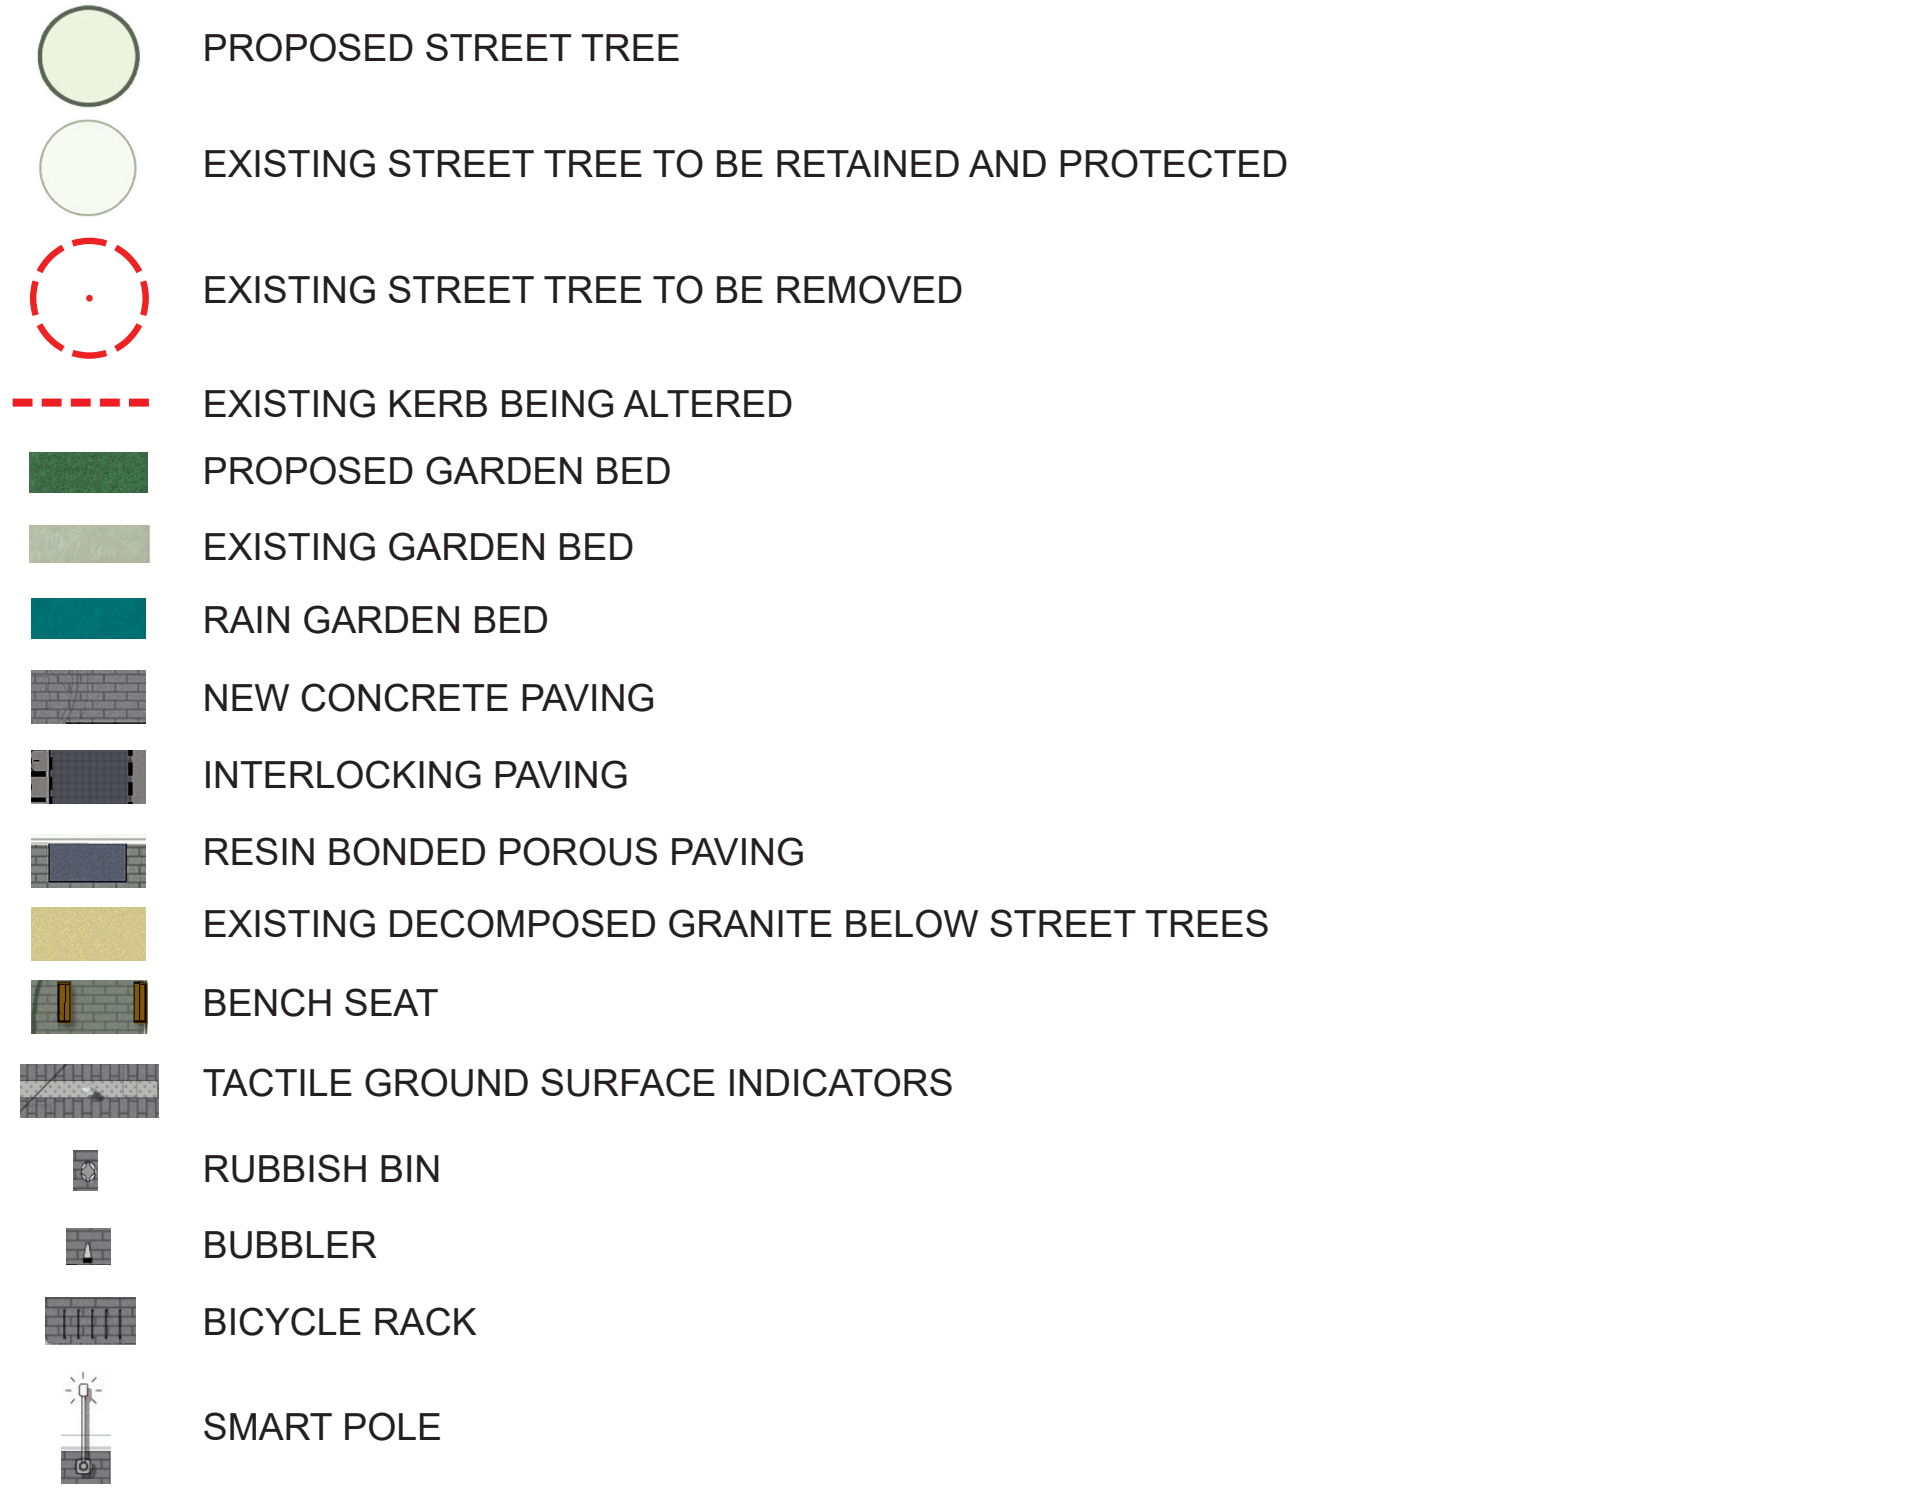 PROPOSED STREET TREE
EXISTING STREET TREE TO BE RETAINED AND PROTECTED
EXISTING STREET TREE TO BE REMOVED
EXISTING KERB BEING ALTERED
PROPOSED GARDEN BED
EXISTING GARDEN BED
RAIN GARDEN BED
NEW CONCRETE PAVING
INTERLOCKING PAVING
RESIN BONDED POROUS PAVING
EXISTING DECOMPOSED GRANITE BELOW STREET TREES
BENCH SEAT
TACTILE GROUND SURFACE INDICATORS
RUBBISH BIN
BUBBLER
BICYCLE RACK
SMART POLE